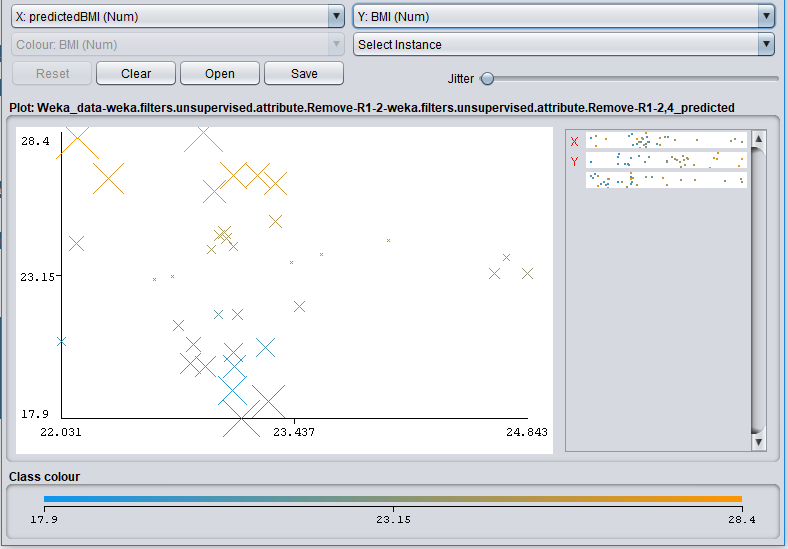 X: predictedBMI (Num) Y: BMI (Num)
Colour: BMI (Num) Select Instance
Reset Clear Open Save Jitter
Plot: Weka_data-weka.filters.unsupervised.attribute.Remove-R1-2-weka.filters.unsupervised.attribute.Remove-R1-2,4_predicted
28.4
X
Y
23.15
17.9
22.031 23.437 24.843
Class colour
17.9 23.15 28.4